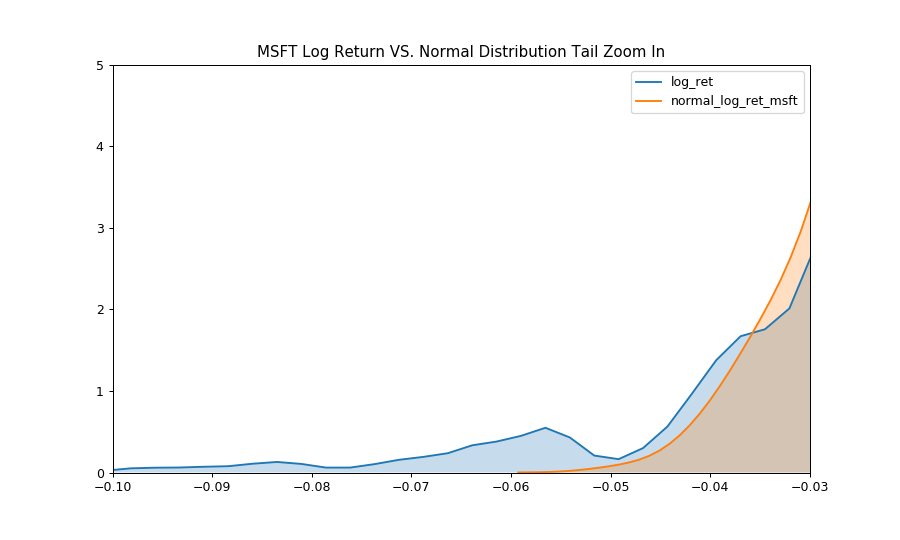 MSFT Log Return VS. Normal Distribution Tail Zoom In
log_ret
normal_log_ret_msft
5
4
3
2
1
0
−0.10 −0.09 −0.08 −0.07 −0.06 −0.05 −0.04 −0.03